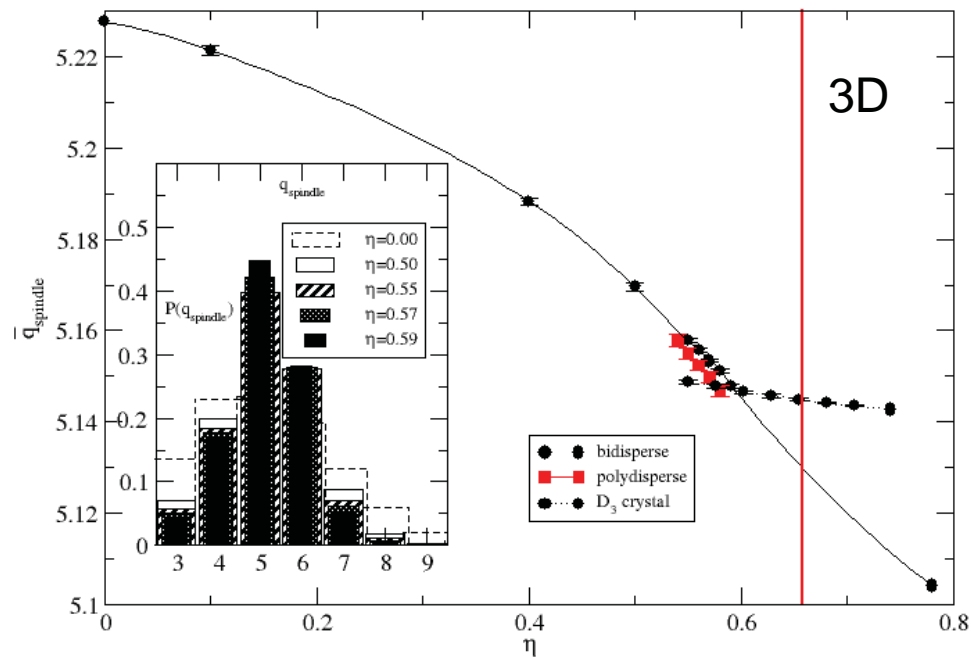 5.22
5.2
5.18
5.16
5.14
5.12
5.1
0
0.2
0.4
0.6
0.8
η
q̅spindle
3D
qspindle
P(qspindle)
0.5
0.4
0.3
0.2
0.1
0
3 4 5 6 7 8 9
η=0.00
η=0.50
η=0.55
η=0.57
η=0.59
bidisperse
polydisperse
D₃ crystal